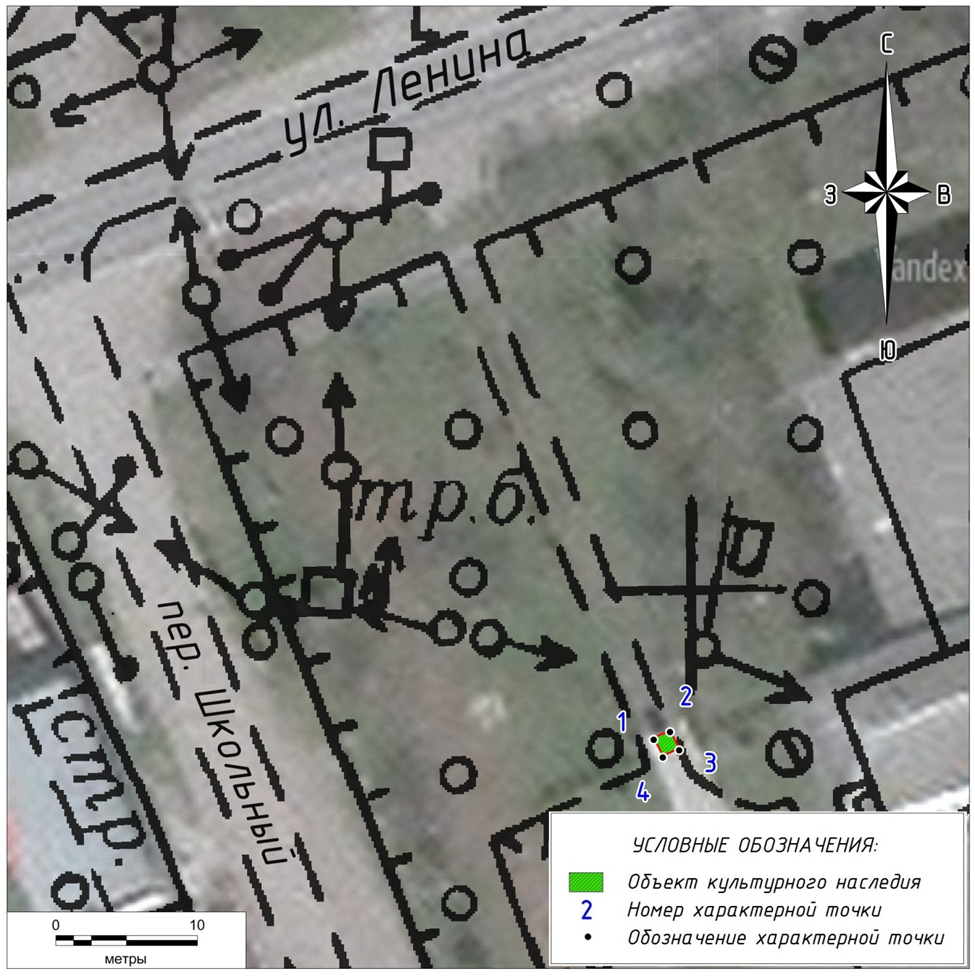 ул. Ленина
С
З
В
Ю
andex
тр.б.
пер. Школьный
стр.
1
2
3
4
УСЛОВНЫЕ ОБОЗНАЧЕНИЯ:
Объект культурного наследия
2 Номер характерной точки
Обозначение характерной точки
0 10
метры